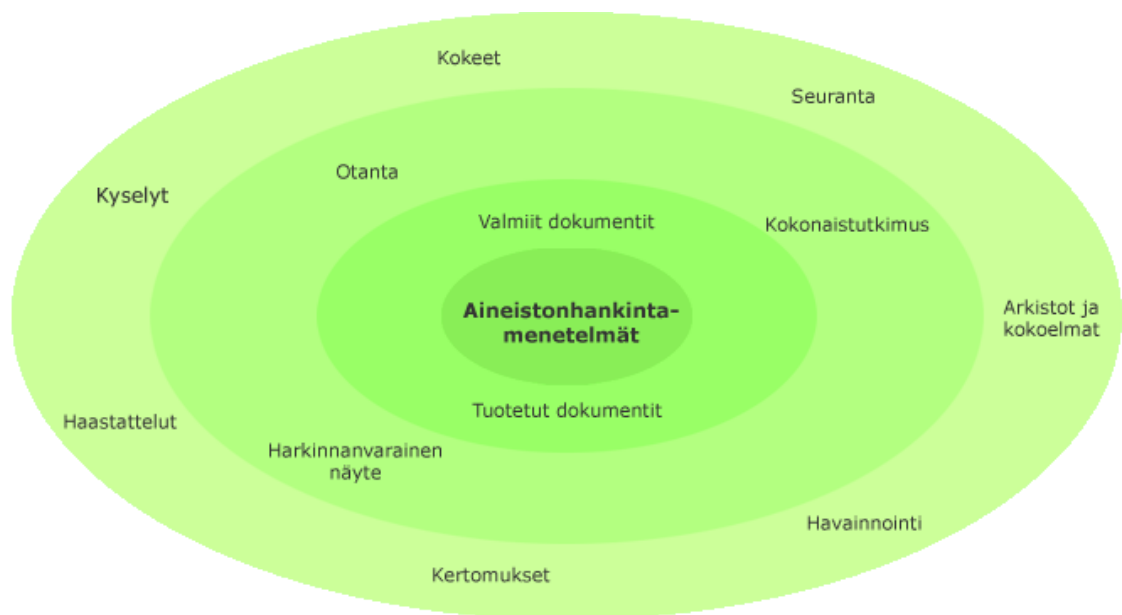 Kokeet
Seuranta
Otanta
Kyselyt
Valmiit dokumentit
Kokonaistutkimus
Aineistonhankinta-
menetelmät
Arkistot ja
kokoelmat
Tuotetut dokumentit
Haastattelut
Harkinnanvarainen
näyte
Havainnointi
Kertomukset